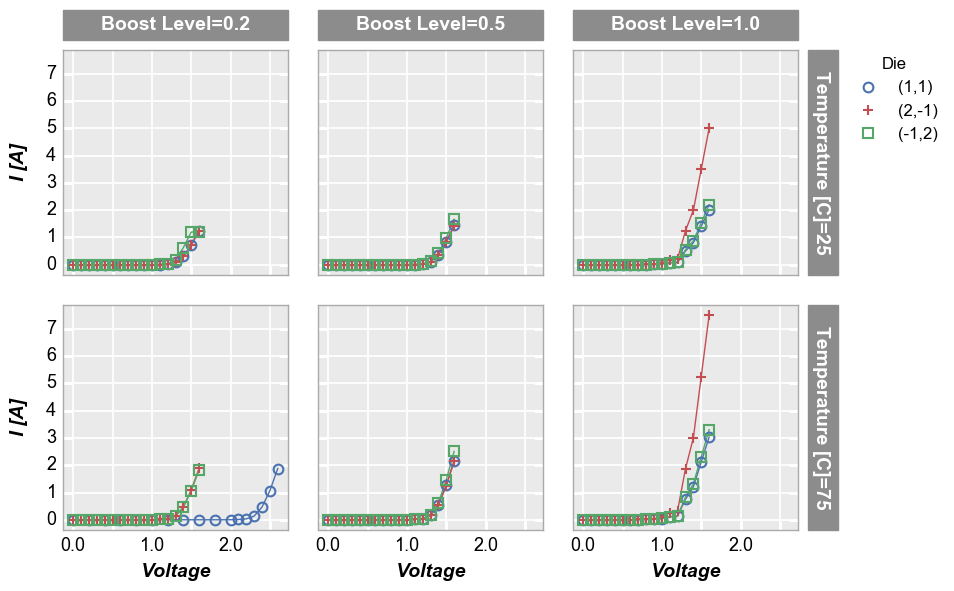 Boost Level=0.2
Boost Level=0.5
Boost Level=1.0
I [A]
7
6
5
4
3
2
1
0
Temperature [C]=25
Die
(1,1)
(2,-1)
(-1,2)
I [A]
7
6
5
4
3
2
1
0
Temperature [C]=75
0.0 1.0 2.0
0.0 1.0 2.0
0.0 1.0 2.0
Voltage
Voltage
Voltage